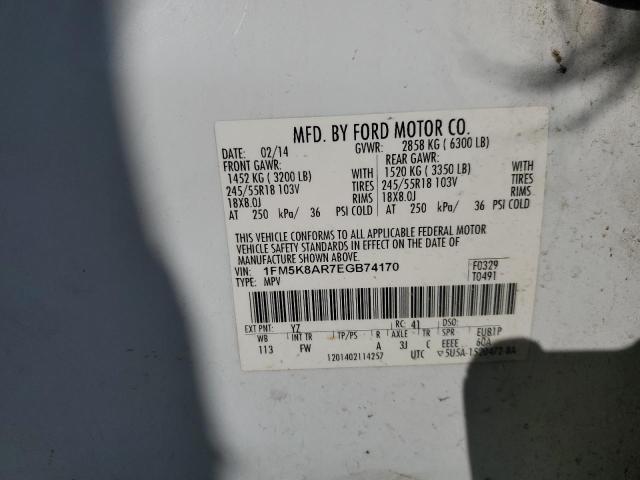 MFD. BY FORD MOTOR CO.
DATE: 02/14 GVWR: 2858 KG ( 6300 LB)
FRONT GAWR: REAR GAWR:
1452 KG ( 3200 LB) WITH 1520 KG ( 3350 LB) WITH
245/55R18 103V TIRES 245/55R18 103V TIRES
18X8.0J RIMS 18X8.0J RIMS
AT 250 kPa/ 36 PSI COLD AT 250 kPa/ 36 PSI COLD
THIS VEHICLE CONFORMS TO ALL APPLICABLE FEDERAL MOTOR
VEHICLE SAFETY STANDARDS IN EFFECT ON THE DATE OF
MANUFACTURE SHOWN ABOVE.
VIN: 1FM5K8AR7EGB74170 F0329
TYPE: MPV T0491
EXT PNT: YZ RC: 41 DSO:
WB INT TR TP/PS R AXLE TR SPR EUB1P
113 FW A 3J C EEEE 60A
1201402114257 UTC